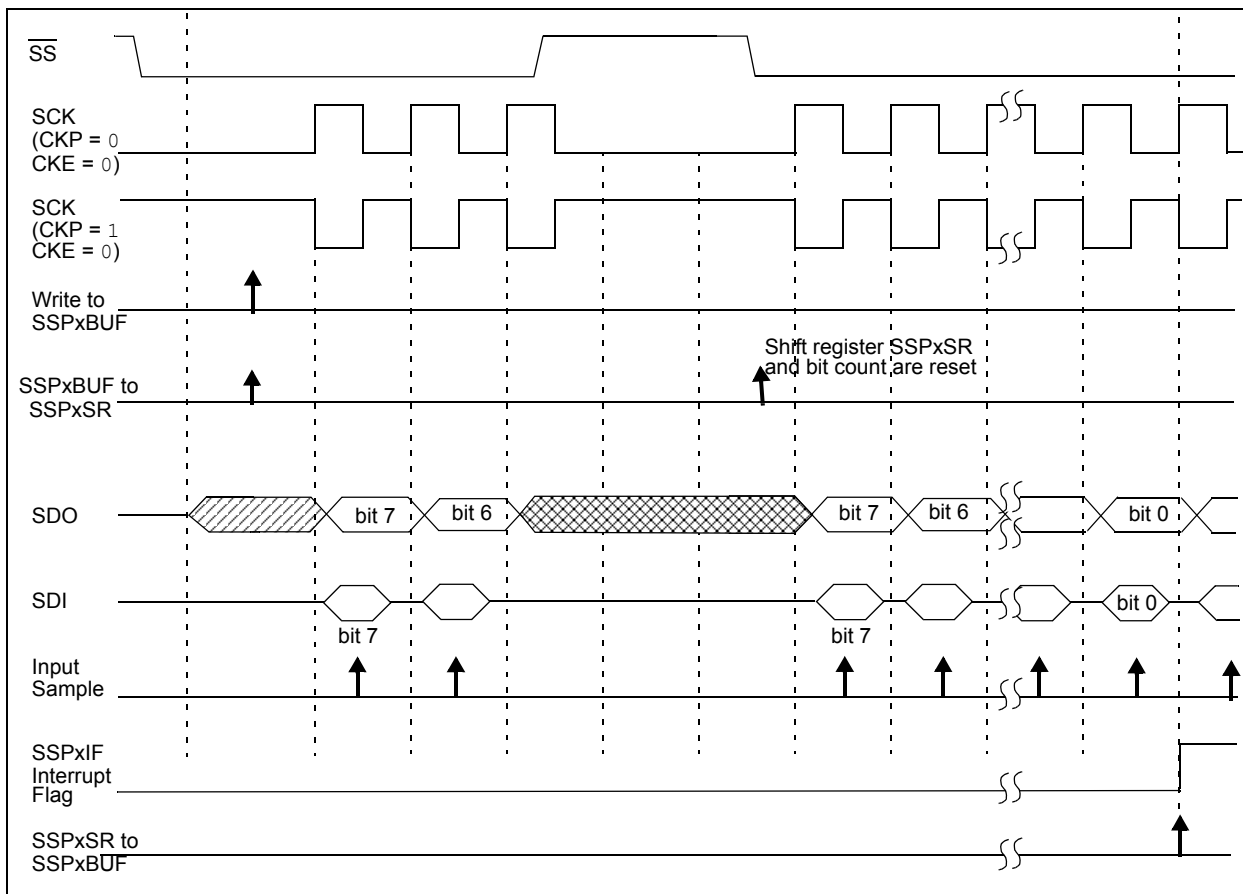 SS
SCK
(CKP = 0
CKE = 0)
SCK
(CKP = 1
CKE = 0)
Write to
SSPxBUF
Shift register SSPxSR
and bit count are reset
SSPxBUF to
SSPxSR
SDO
bit 7
bit 6
bit 7
bit 6
bit 0
SDI
bit 0
bit 7
bit 7
Input
Sample
SSPxIF
Interrupt
Flag
SSPxSR to
SSPxBUF